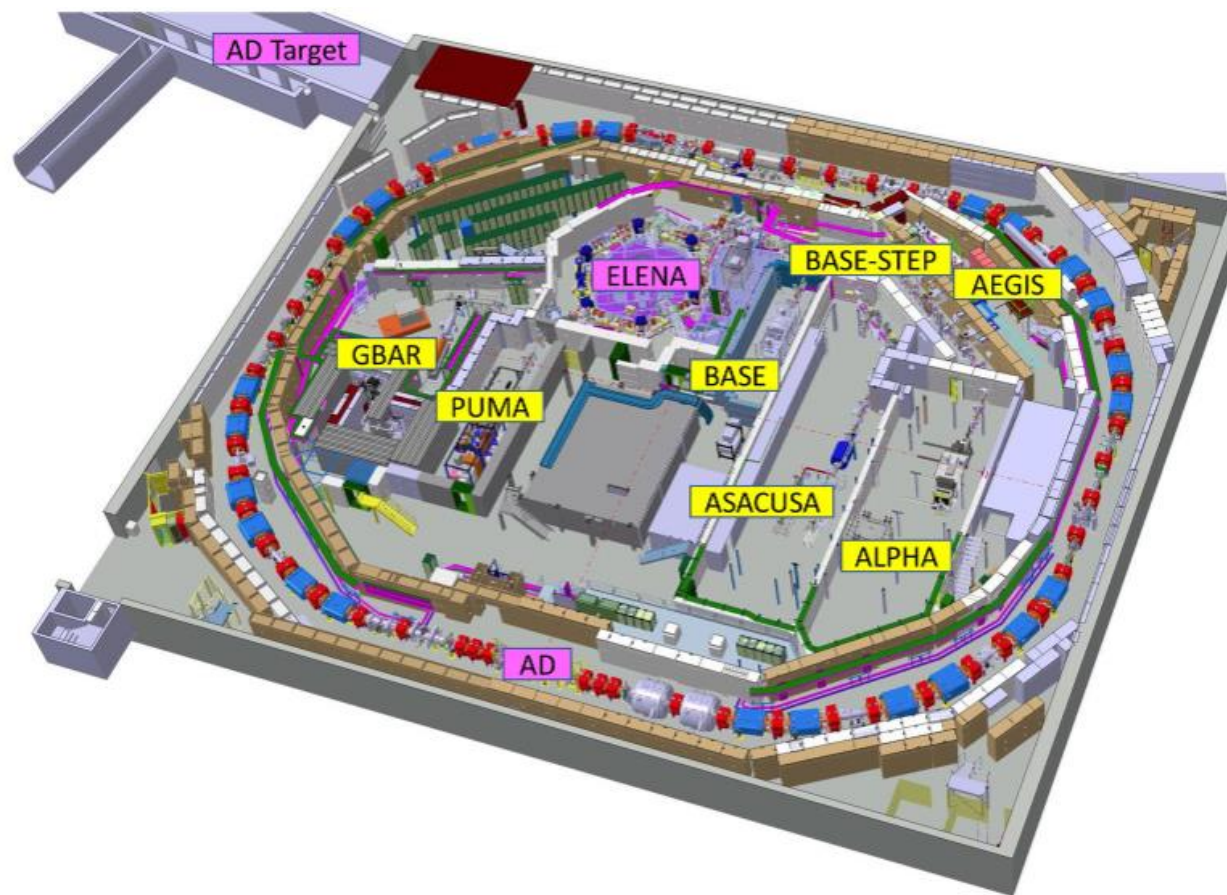 AD Target
ELENA
BASE-STEP
AEGIS
GBAR
BASE
PUMA
ASACUSA
ALPHA
AD